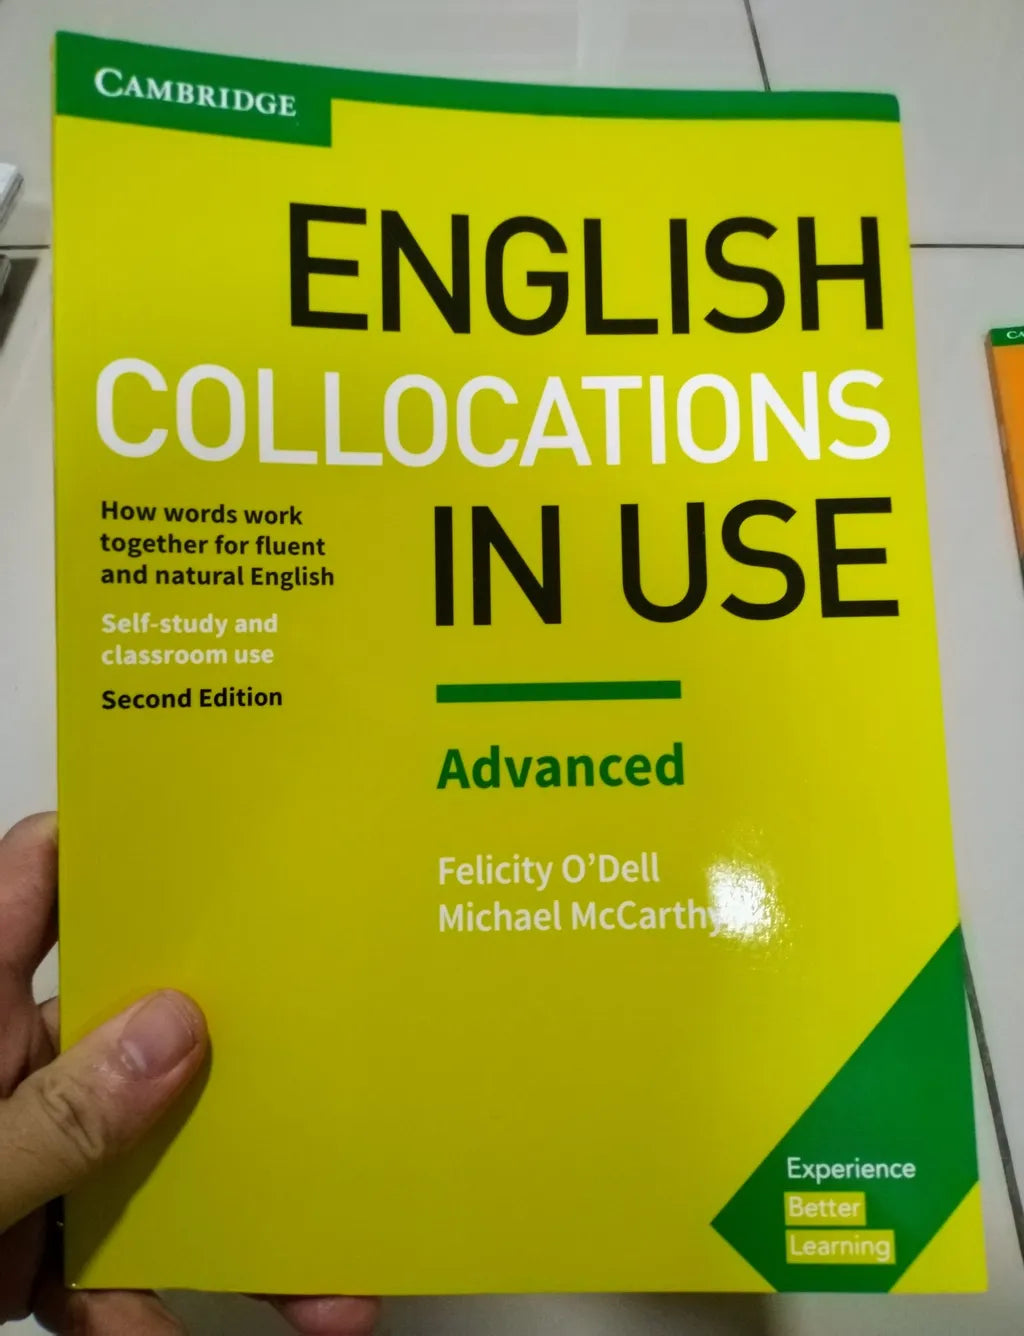 CAMBRIDGE
ENGLISH
COLLOCATIONS
IN USE
How words work
together for fluent
and natural English
Self-study and
classroom use
Second Edition
Advanced
Felicity O'Dell
Michael McCarthy
Experience
Better
Learning